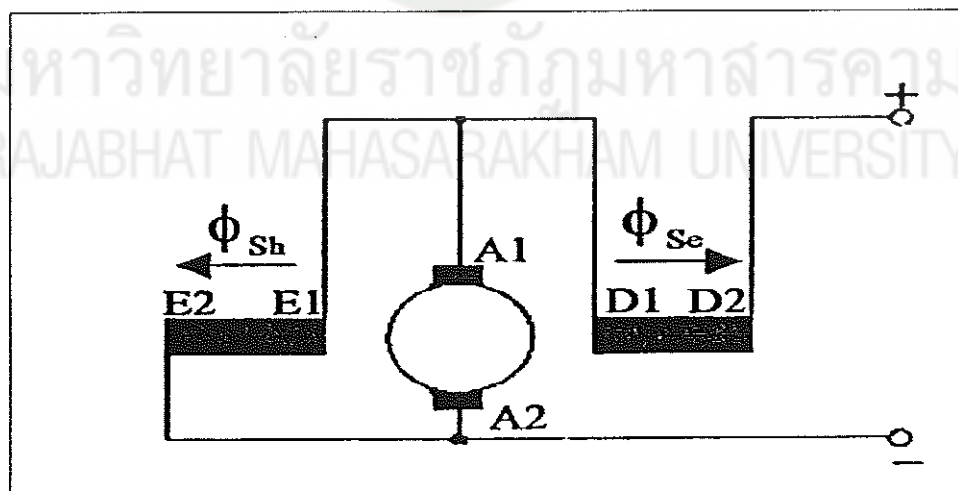 มหาวิทยาลัยราชภัฏมหาสารคาม
RAJABHAT MAHASARAKHAM UNIVERSITY
+
ϕ Sh
ϕ Se
A1
E2 E1
D1 D2
A2
−